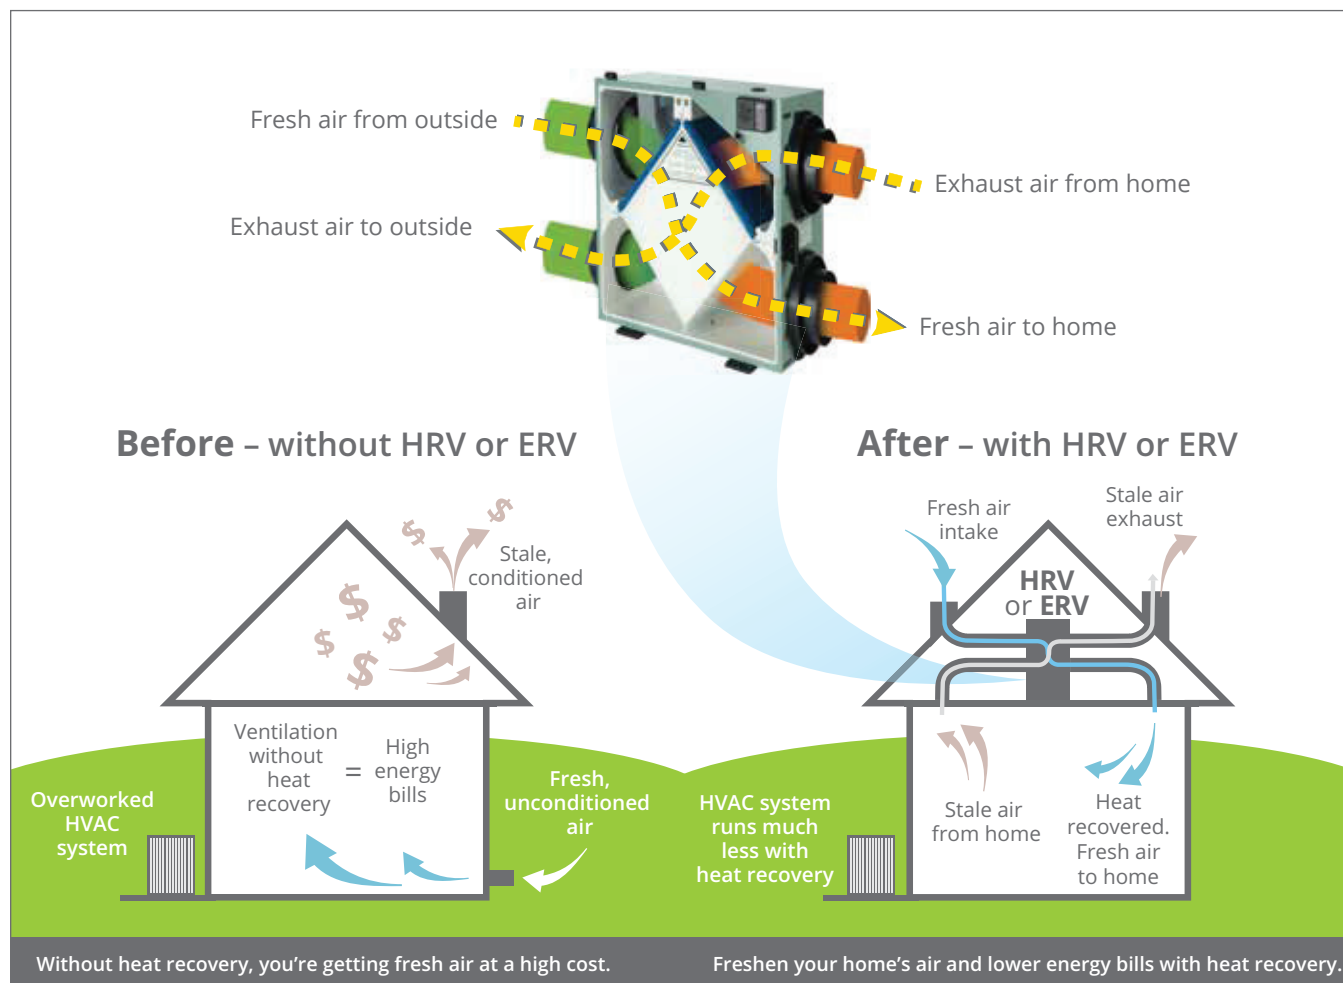 Fresh air from outside
Exhaust air from home
Exhaust air to outside
Fresh air to home
Before – without HRV or ERV
$
$
Stale,
conditioned
air
$
$
$
$
Ventilation
without
heat
recovery
=
High
energy
bills
Overworked
HVAC
system
Fresh,
unconditioned
air
After – with HRV or ERV
Fresh air
intake
Stale air
exhaust
HRV
or ERV
HVAC system
runs much
less with
heat recovery
Stale air
from home
Heat
recovered.
Fresh air
to home
Without heat recovery, you’re getting fresh air at a high cost.
Freshen your home’s air and lower energy bills with heat recovery.